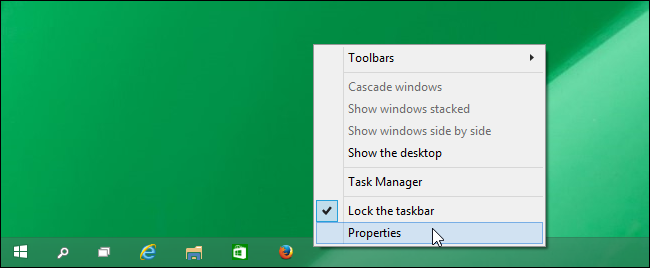 Toolbars
Cascade windows
Show windows stacked
Show windows side by side
Show the desktop
Task Manager
Lock the taskbar
Properties